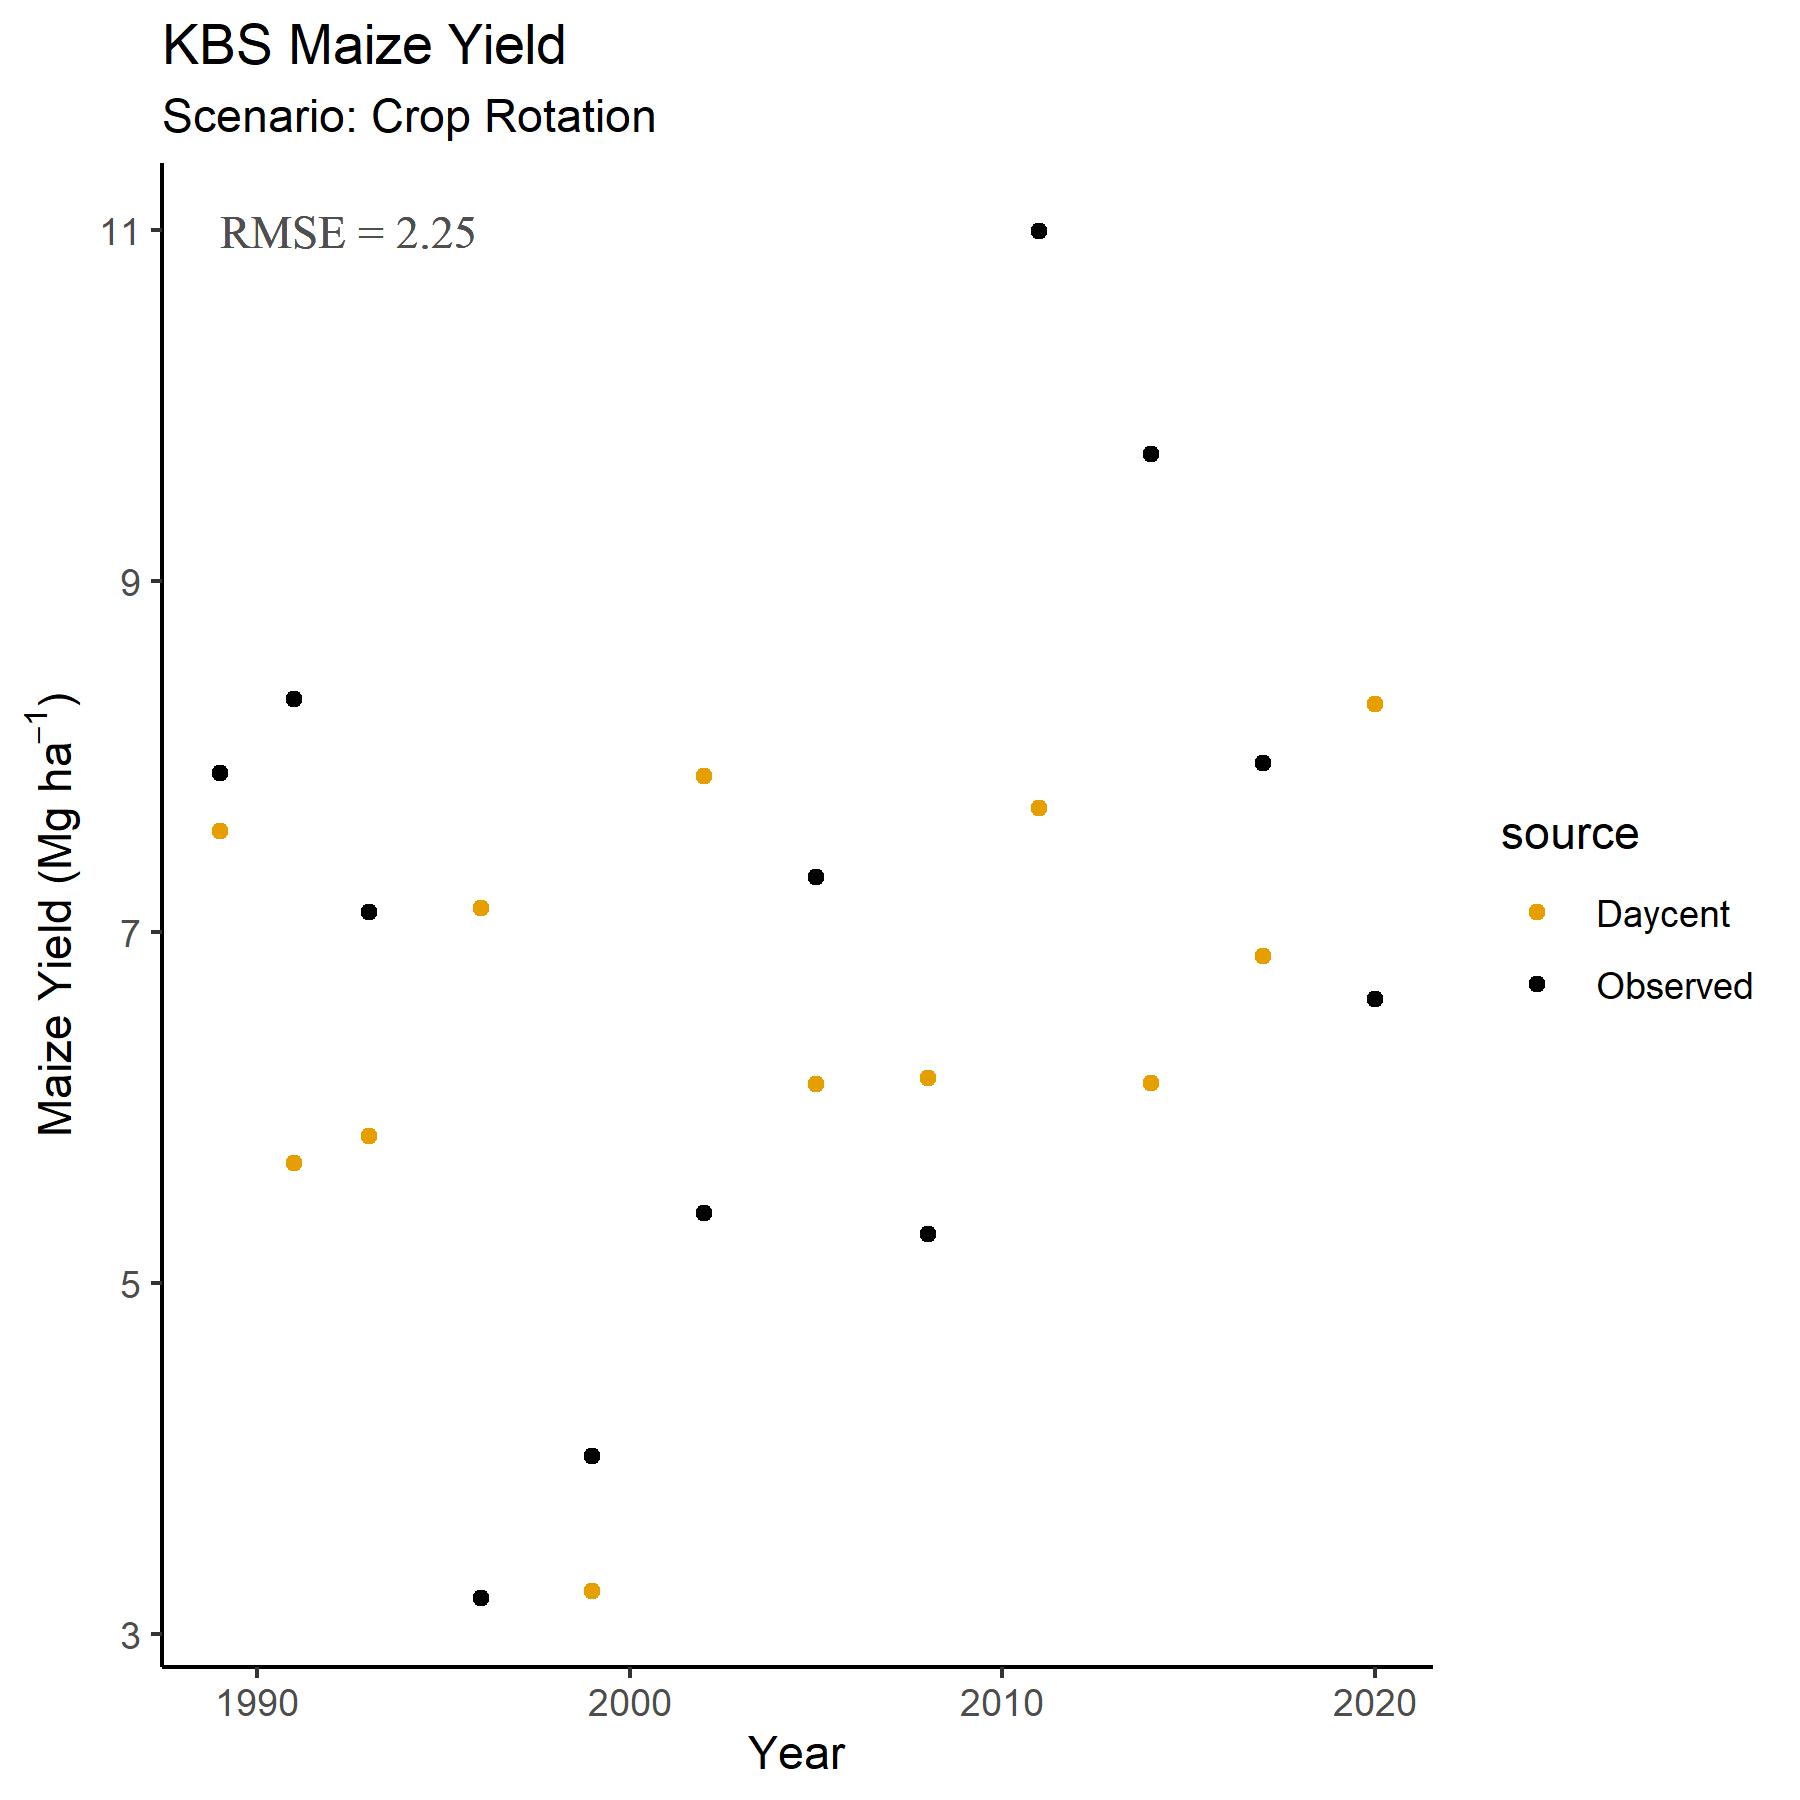 KBS Maize Yield
Scenario: Crop Rotation
RMSE = 2.25
11
9
7
5
3
Maize Yield (Mg ha⁻¹)
1990 2000 2010 2020
Year
source
Daycent
Observed